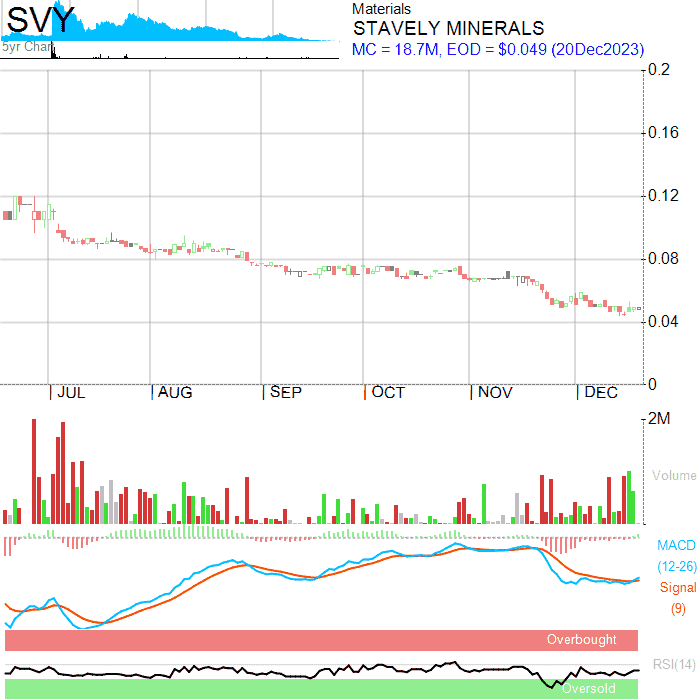 SVY
5yr Chart
Materials
STAVELY MINERALS
MC = 18.7M, EOD = $0.049 (20Dec2023)
0.2
0.16
0.12
0.08
0.04
0
JUL AUG SEP OCT NOV DEC
2M
Volume
MACD
(12-26)
Signal
(9)
Overbought
RSI(14)
Oversold